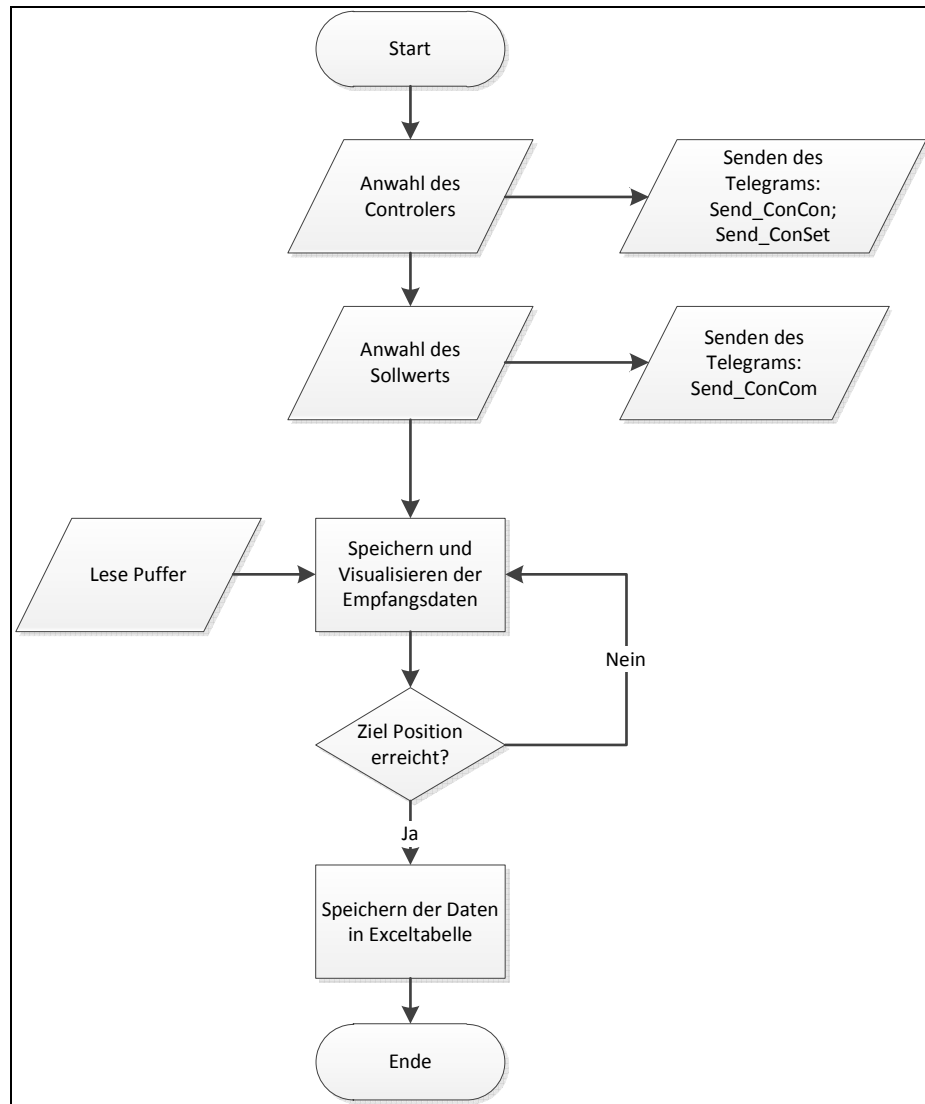 Start
Anwahl des
Controlers
Senden des
Telegrams:
Send_ConCon;
Send_ConSet
Anwahl des
Sollwerts
Senden des
Telegrams:
Send_ConCom
Lese Puffer
Speichern und
Visualisieren der
Empfangsdaten
Nein
Ziel Position
erreicht?
Ja
Speichern der Daten
in Exceltabelle
Ende